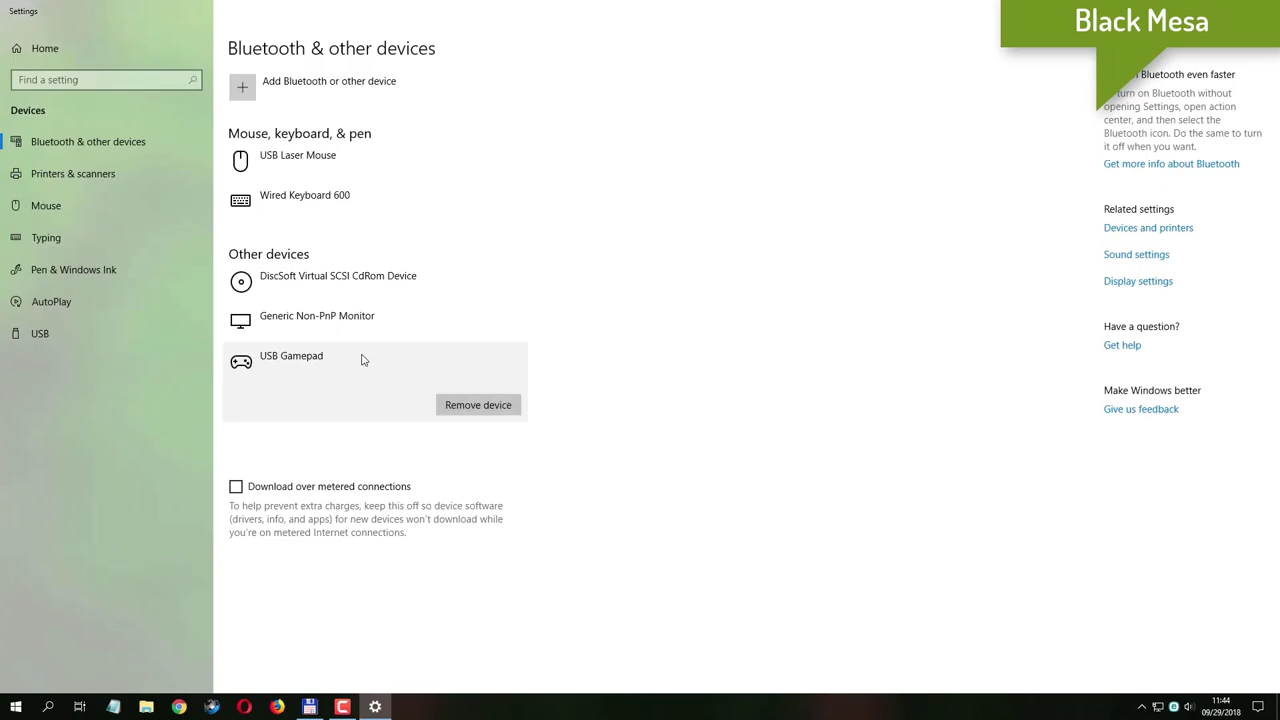 Settings
Home
Find a setting
Devices
Bluetooth & other devices
Printers & scanners
Mouse
Typing
Pen & Windows Ink
AutoPlay
USB
Bluetooth & other devices
Add Bluetooth or other device
Mouse, keyboard, & pen
USB Laser Mouse
Wired Keyboard 600
Other devices
DiscSoft Virtual SCSI CdRom Device
Generic Non-PnP Monitor
USB Gamepad
Remove device
Download over metered connections
To help prevent extra charges, keep this off so device software
(drivers, info, and apps) for new devices won't download while
you're on metered Internet connections.
Black Mesa
Bluetooth even faster
turn on Bluetooth without
opening Settings, open action
center, and then select the
Bluetooth icon. Do the same to turn
it off when you want.
Get more info about Bluetooth
Related settings
Devices and printers
Sound settings
Display settings
Have a question?
Get help
Make Windows better
Give us feedback
11:44
09/29/2018